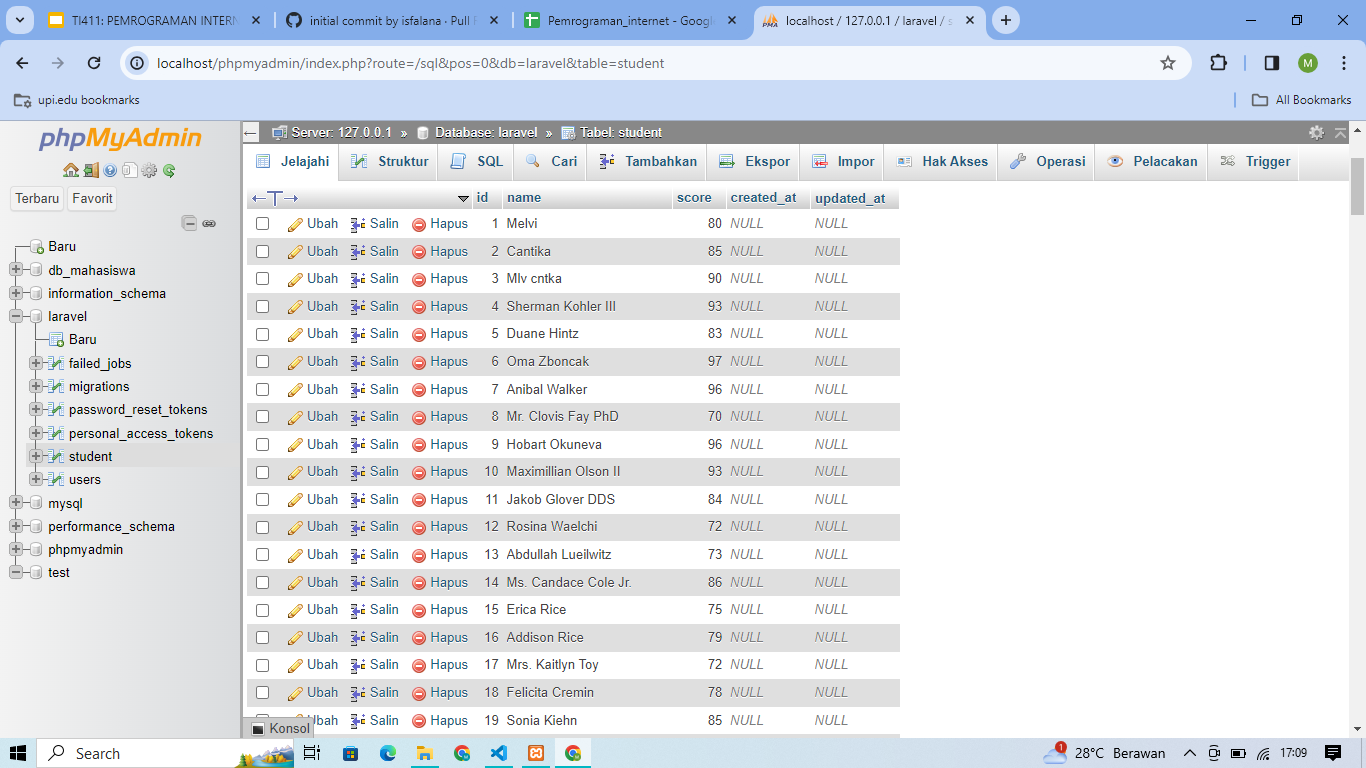 TI411: PEMROGRAMAN INTERN
initial commit by isfalana · Pull R
Pemrograman_internet - Google
localhost / 127.0.0.1 / laravel / s
localhost/phpmyadmin/index.php?route=/sql&pos=0&db=laravel&table=student
M
upi.edu bookmarks
All Bookmarks
phpMyAdmin
Terbaru Favorit
Baru
db_mahasiswa
information_schema
laravel
Baru
failed_jobs
migrations
password_reset_tokens
personal_access_tokens
student
users
mysql
performance_schema
phpmyadmin
test
Server: 127.0.0.1 » Database: laravel » Tabel: student
Jelajahi Struktur SQL Cari Tambahkan Ekspor Impor Hak Akses Operasi Pelacakan Trigger
id name score created_at updated_at
Ubah Salin Hapus 1 Melvi 80 NULL NULL
Ubah Salin Hapus 2 Cantika 85 NULL NULL
Ubah Salin Hapus 3 Mlv cntka 90 NULL NULL
Ubah Salin Hapus 4 Sherman Kohler III 93 NULL NULL
Ubah Salin Hapus 5 Duane Hintz 83 NULL NULL
Ubah Salin Hapus 6 Oma Zboncak 97 NULL NULL
Ubah Salin Hapus 7 Anibal Walker 96 NULL NULL
Ubah Salin Hapus 8 Mr. Clovis Fay PhD 70 NULL NULL
Ubah Salin Hapus 9 Hobart Okuneva 96 NULL NULL
Ubah Salin Hapus 10 Maximillian Olson II 93 NULL NULL
Ubah Salin Hapus 11 Jakob Glover DDS 84 NULL NULL
Ubah Salin Hapus 12 Rosina Waelchi 72 NULL NULL
Ubah Salin Hapus 13 Abdullah Lueilwitz 73 NULL NULL
Ubah Salin Hapus 14 Ms. Candace Cole Jr. 86 NULL NULL
Ubah Salin Hapus 15 Erica Rice 75 NULL NULL
Ubah Salin Hapus 16 Addison Rice 79 NULL NULL
Ubah Salin Hapus 17 Mrs. Kaitlyn Toy 72 NULL NULL
Ubah Salin Hapus 18 Felicita Cremin 78 NULL NULL
Ubah Salin Hapus 19 Sonia Kiehn 85 NULL NULL
Konsol
Search
1
28°C Berawan
17:09